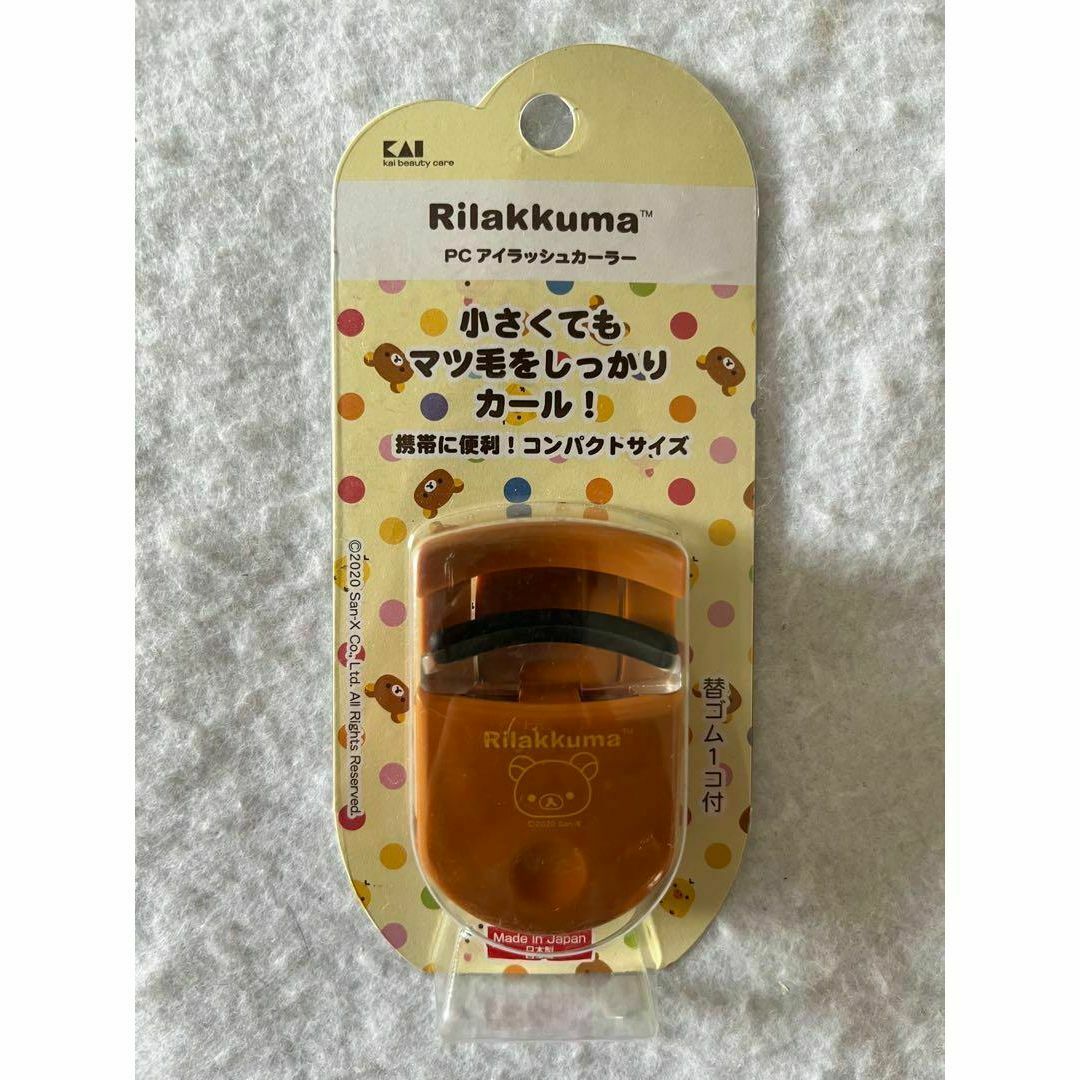 KAI
kai beauty care
Rilakkuma™
PC アイラッシュカーラー
小さくても
マツ毛をしっかり
カール！
携帯に便利！コンパクトサイズ
©2020 San-X Co., Ltd. All Rights Reserved.
替ゴム1コ付
Rilakkuma™
©2020 San-X
Made in Japan
日本製